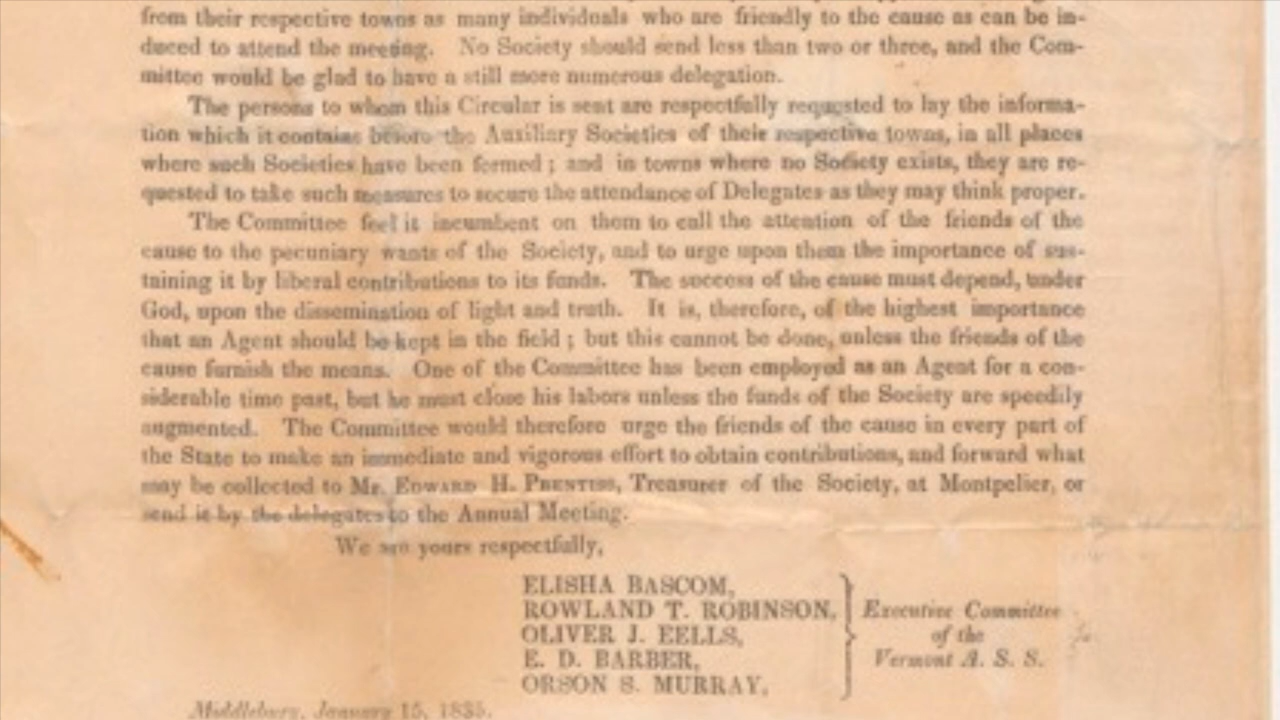 from their respective towns as many individuals who are friendly to the cause as can be in-
duced to attend the meeting. No Society should send less than two or three, and the Com-
mittee would be glad to have a still more numerous delegation.
The persons to whom this Circular is sent are respectfully requested to lay the informa-
tion which it contains before the Auxiliary Societies of their respective towns, in all places
where such Societies have been formed; and in towns where no Society exists, they are re-
quested to take such measures to secure the attendance of Delegates as they may think proper.
The Committee feel it incumbent on them to call the attention of the friends of the
cause to the pecuniary wants of the Society, and to urge upon them the importance of sus-
taining it by liberal contributions to its funds. The success of the cause must depend, under
God, upon the dissemination of light and truth. It is, therefore, of the highest importance
that an Agent should be kept in the field; but this cannot be done, unless the friends of the
cause furnish the means. One of the Committee has been employed as an Agent for a con-
siderable time past, but he must close his labors unless the funds of the Society are speedily
augmented. The Committee would therefore urge the friends of the cause in every part of
the State to make an immediate and vigorous effort to obtain contributions, and forward what
may be collected to Mr. Edward H. Prentiss, Treasurer of the Society, at Montpelier, or
send it by the delegates to the Annual Meeting.
We are yours respectfully,
ELISHA BASCOM,
ROWLAND T. ROBINSON,
OLIVER J. EELLS,
E. D. BARBER,
ORSON S. MURRAY,
Executive Committee
of the
Vermont A. S. S.
Middlebury, January 15, 1835.